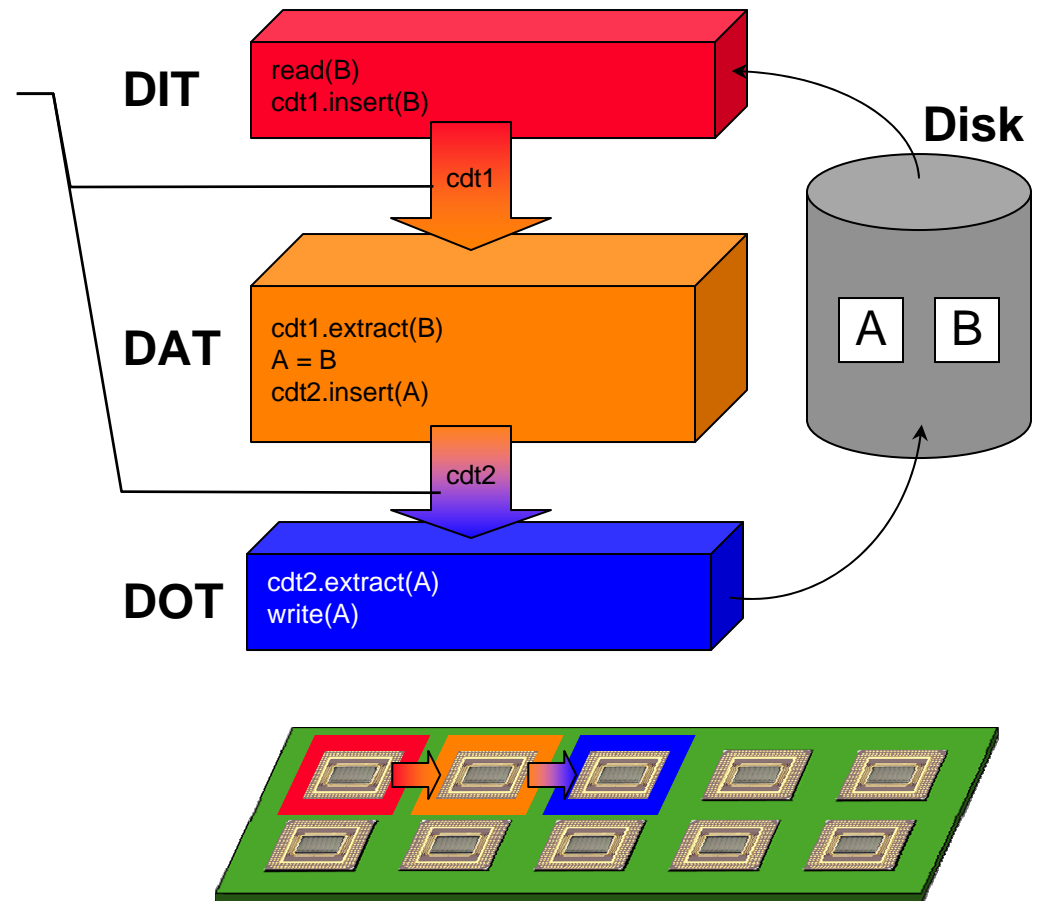 DIT
read(B)
cdt1.insert(B)
Disk
cdt1
A
B
DAT
cdt1.extract(B)
A = B
cdt2.insert(A)
cdt2
DOT
cdt2.extract(A)
write(A)